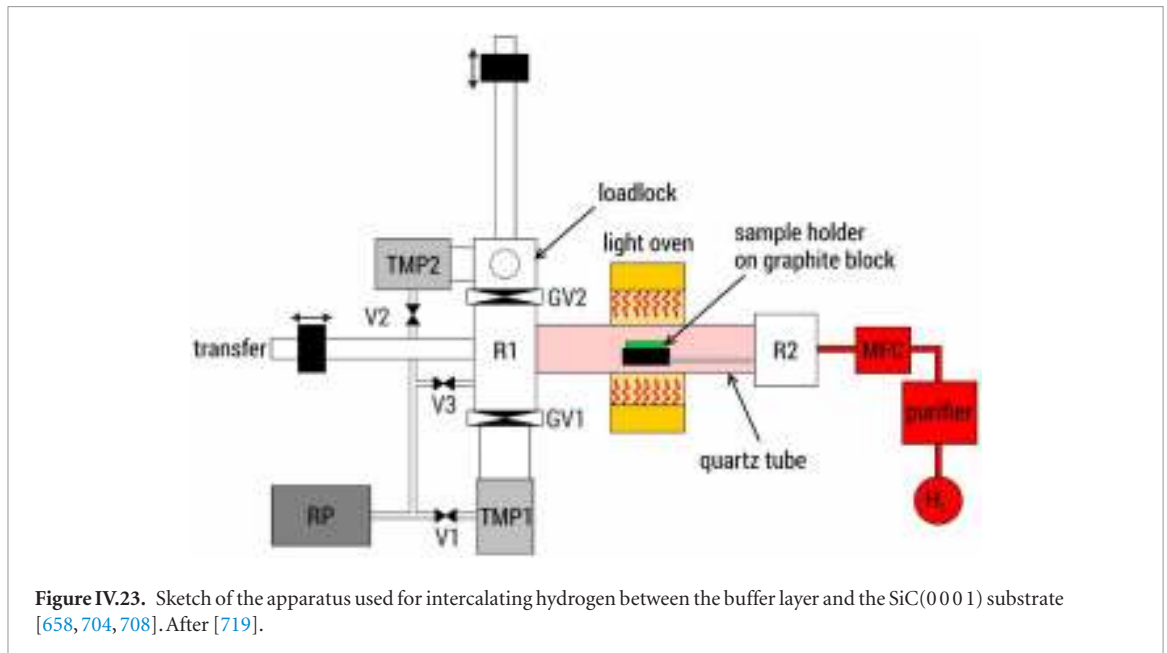 loadlock
sample holder
on graphite block
light oven
TMP2
GV2
V2
transfer
R1
R2
MFC
V3
GV1
purifier
quartz tube
RP
V1
TMP1
H₂
Figure IV.23. Sketch of the apparatus used for intercalating hydrogen between the buffer layer and the SiC(0 0 0 1) substrate
[658, 704, 708]. After [719].